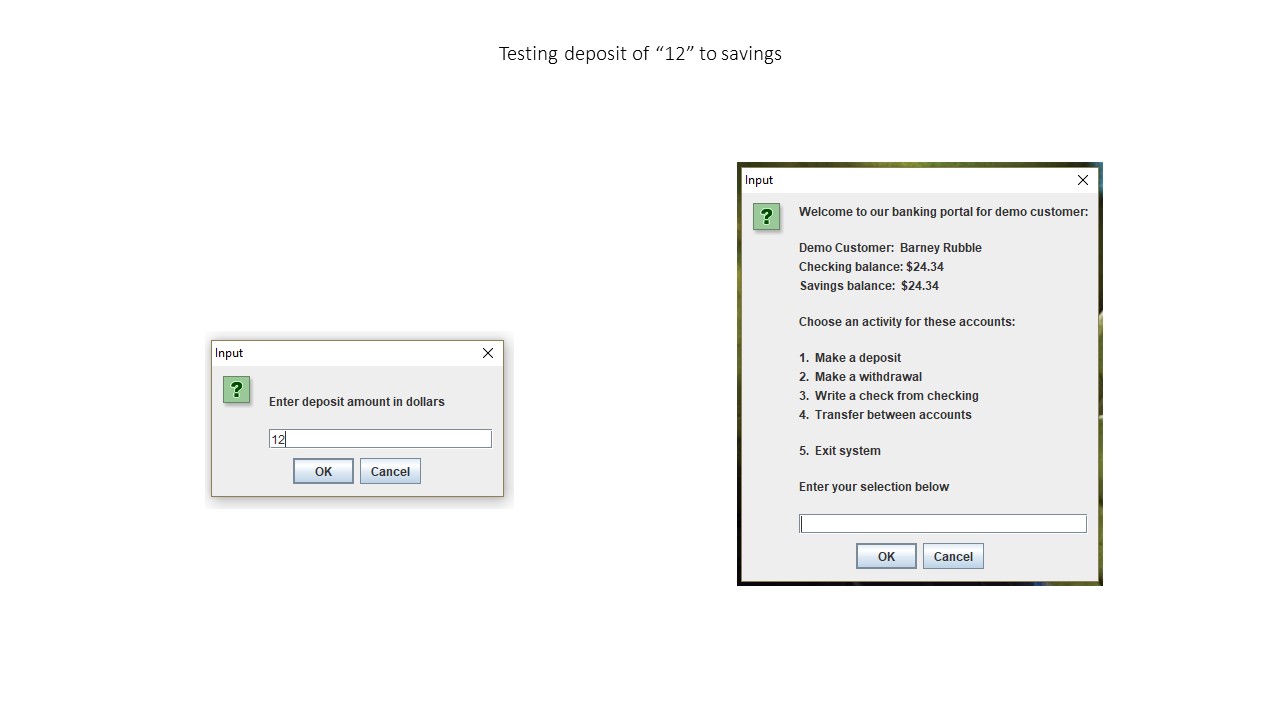 Testing deposit of “12” to savings
Input
?
Enter deposit amount in dollars
12
OK Cancel
Input
?
Welcome to our banking portal for demo customer:
Demo Customer:  Barney Rubble
Checking balance: $24.34
Savings balance:  $24.34
Choose an activity for these accounts:
1.  Make a deposit
2.  Make a withdrawal
3.  Write a check from checking
4.  Transfer between accounts
5.  Exit system
Enter your selection below
OK Cancel